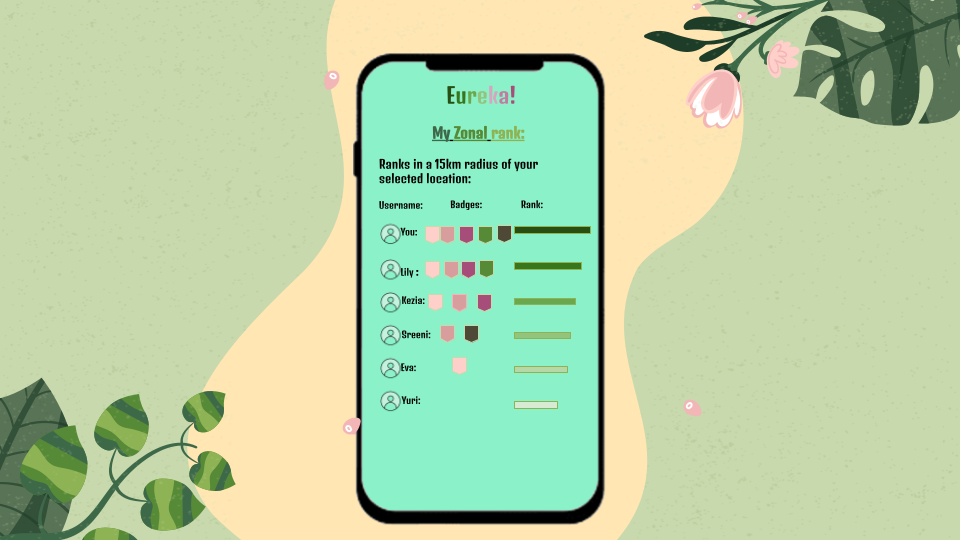 Eureka!
My Zonal rank:
Ranks in a 15km radius of your
selected location:
Username: Badges: Rank:
You:
Lily :
Kezia:
Sreeni:
Eva:
Yuri: